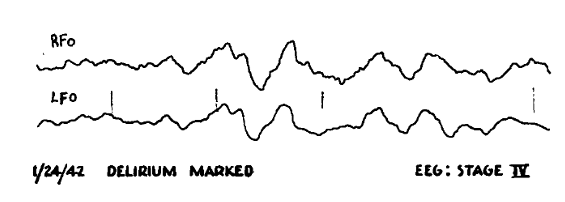 RFO
LFO
1/24/42 DELIRIUM MARKED EEG: STAGE IV